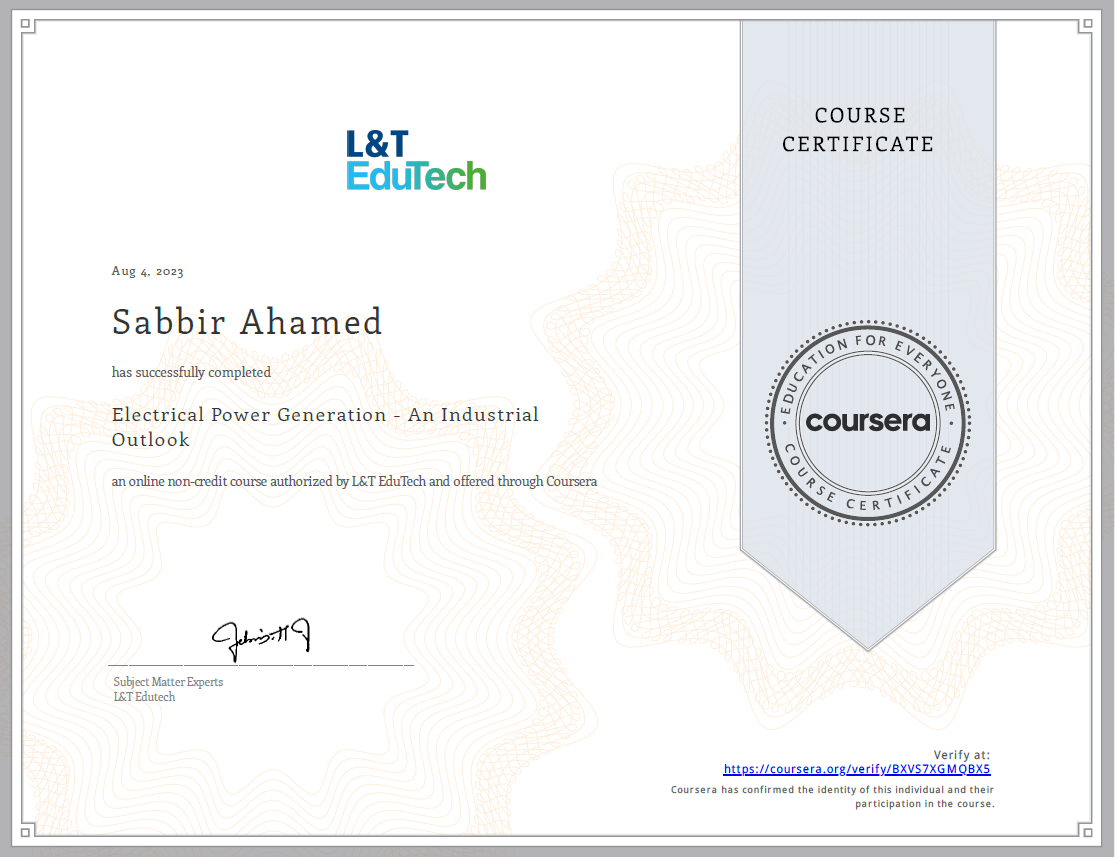 COURSE
CERTIFICATE
L&T
EduTech
Aug 4, 2023
Sabbir Ahamed
has successfully completed
Electrical Power Generation - An Industrial
Outlook
an online non-credit course authorized by L&T EduTech and offered through Coursera
EDUCATION FOR EVERYONE
coursera
COURSE CERTIFICATE
Subject Matter Experts
L&T Edutech
Verify at:
https://coursera.org/verify/BXVS7XGMQBX5
Coursera has confirmed the identity of this individual and their
participation in the course.